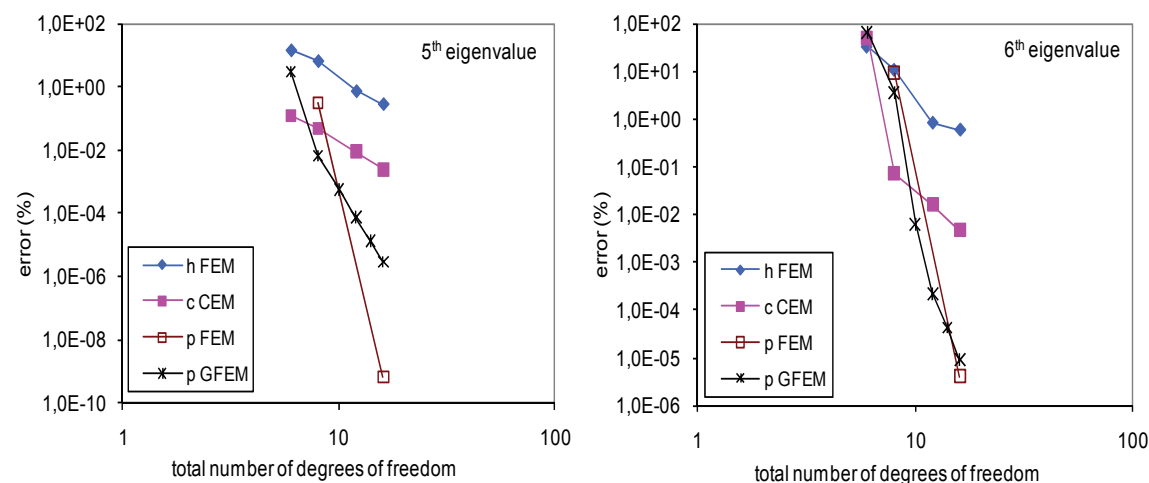 5th eigenvalue
1,0E+02
1,0E+00
1,0E-02
1,0E-04
1,0E-06
1,0E-08
1,0E-10
error (%)
h FEM
c CEM
p FEM
p GFEM
1 10 100
total number of degrees of freedom
6th eigenvalue
1,0E+02
1,0E+01
1,0E+00
1,0E-01
1,0E-02
1,0E-03
1,0E-04
1,0E-05
1,0E-06
error (%)
h FEM
c CEM
p FEM
p GFEM
1 10 100
total number of degrees of freedom